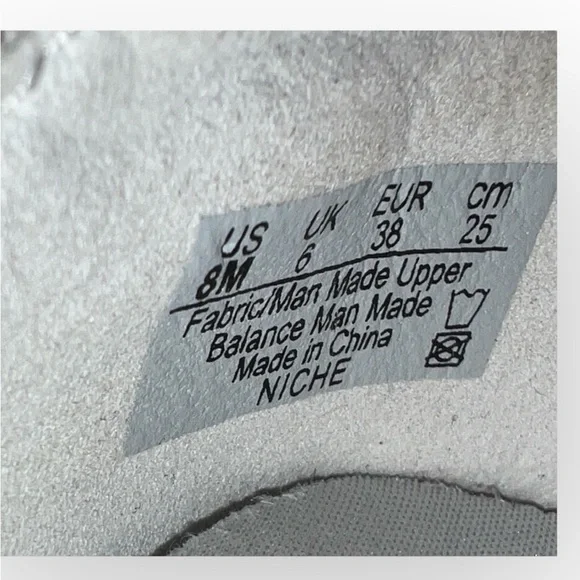 US UK EUR cm
8M 6 38 25
Fabric/Man Made Upper
Balance Man Made
Made in China
NICHE